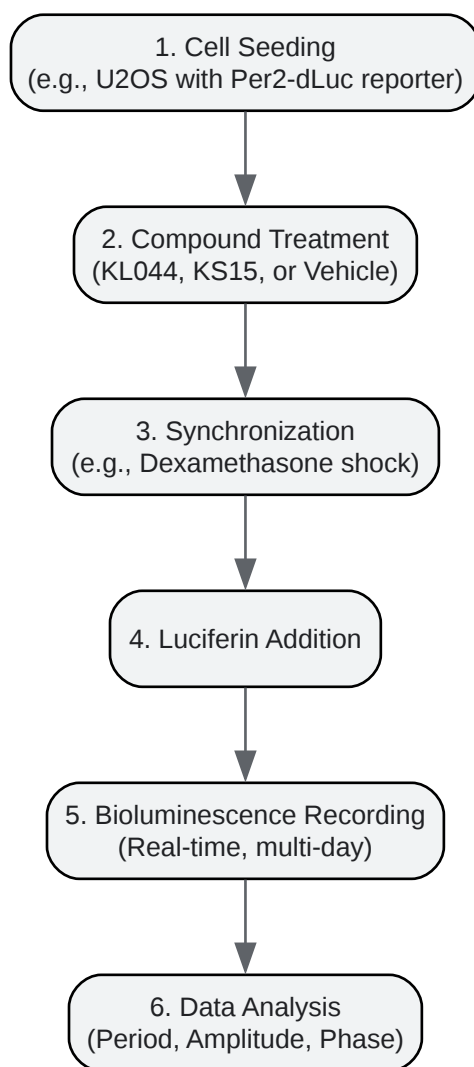 1. Cell Seeding
(e.g., U2OS with Per2-dLuc reporter)
2. Compound Treatment
(KL044, KS15, or Vehicle)
3. Synchronization
(e.g., Dexamethasone shock)
4. Luciferin Addition
5. Bioluminescence Recording
(Real-time, multi-day)
6. Data Analysis
(Period, Amplitude, Phase)